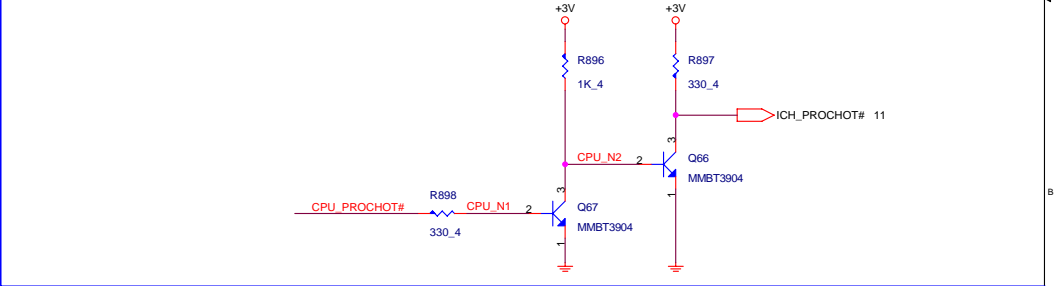 +3V
+3V
R896
R897
1K_4
330_4
ICH_PROCHOT# 11
3
CPU_N2
2
Q66
MMBT3904
B
R898
3
1
CPU_PROCHOT#
CPU_N1
2
Q67
330_4
MMBT3904
1